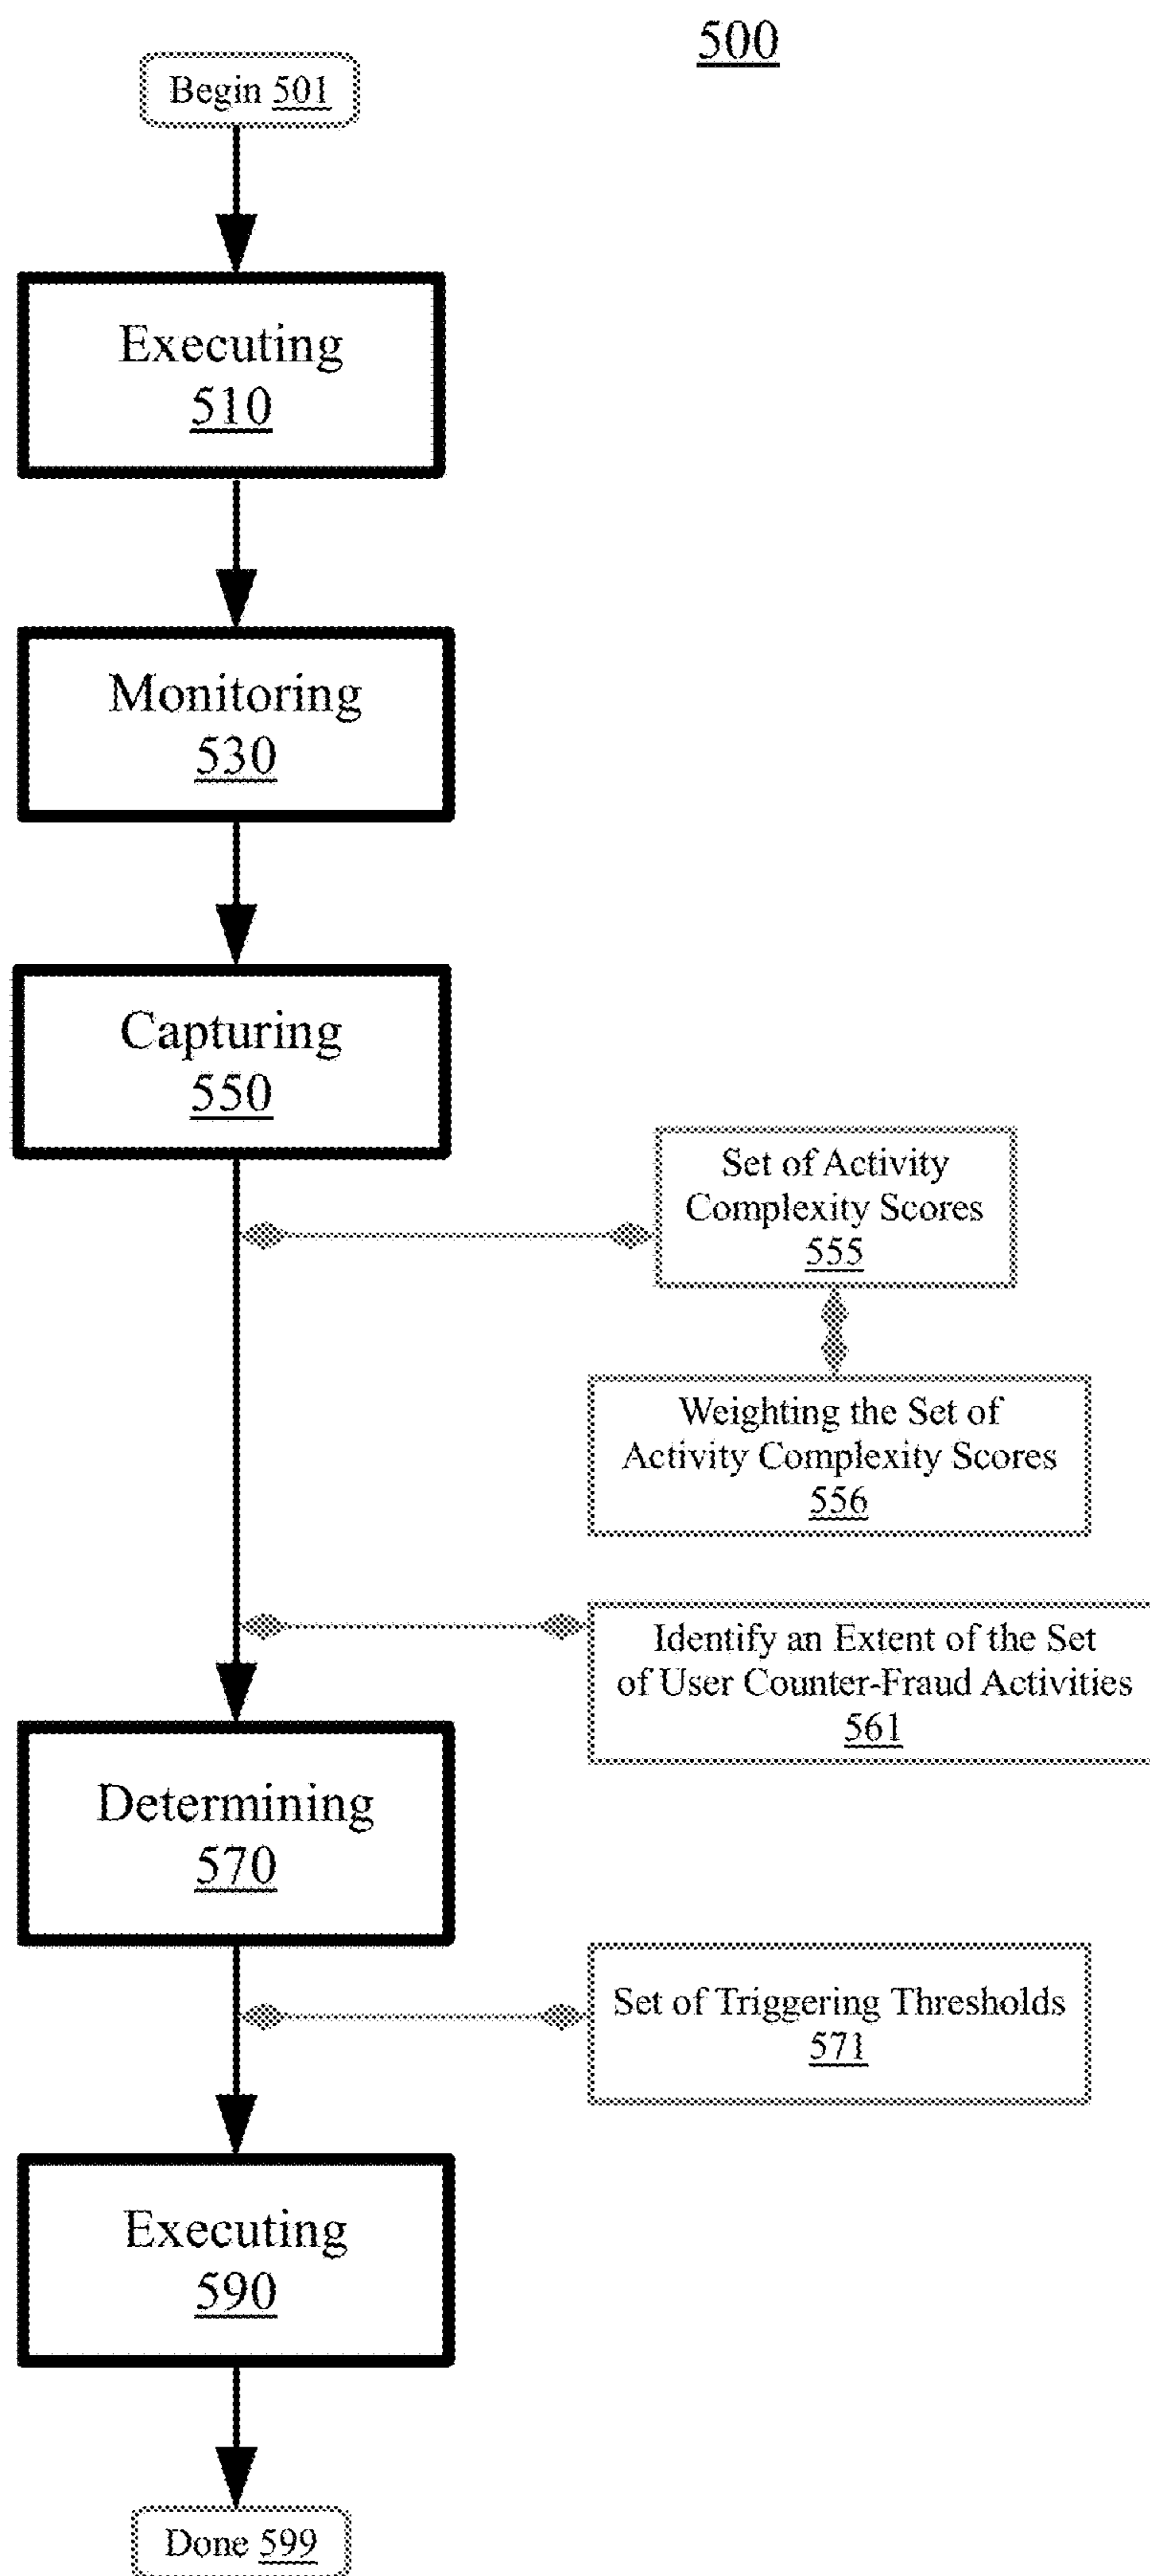 500
Begin 501
Executing
510
Monitoring
530
Capturing
550
Set of Activity
Complexity Scores
555
Weighting the Set of
Activity Complexity Scores
556
Identify an Extent of the Set
of User Counter-Fraud Activities
561
Determining
570
Set of Triggering Thresholds
571
Executing
590
Done 599